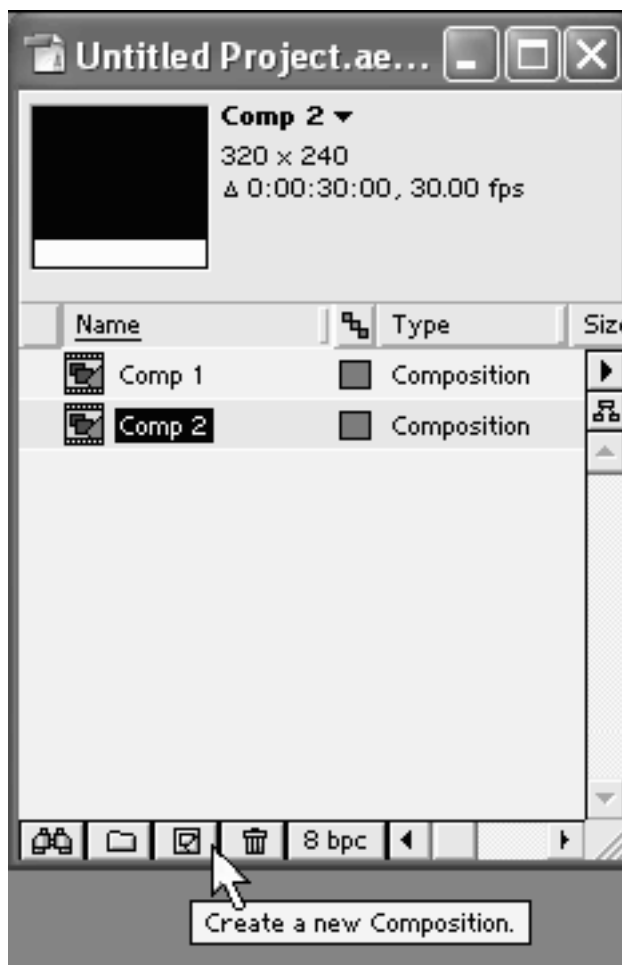 Untitled Project.ae...
Comp 2
320 x 240
Δ 0:00:30:00, 30.00 fps
Name Type Size
Comp 1 Composition
Comp 2 Composition
8 bpc
Create a new Composition.